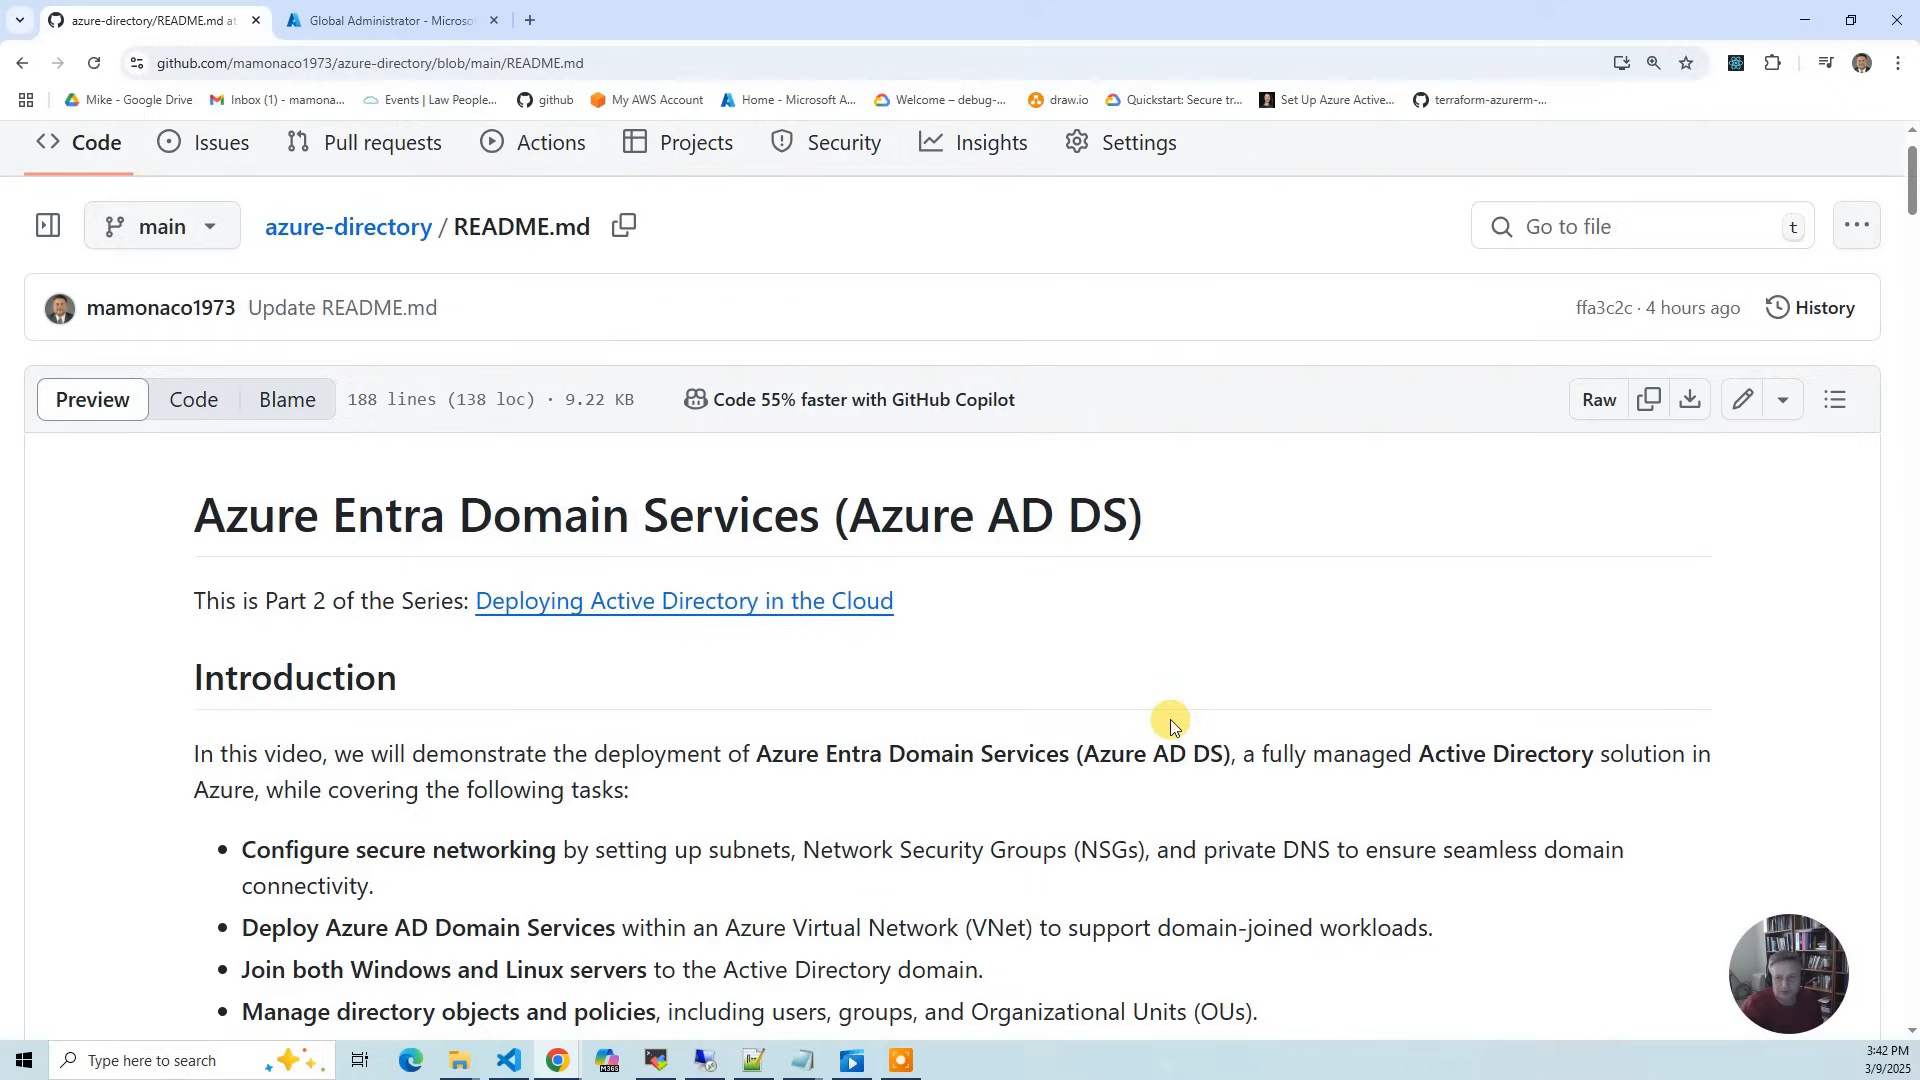 azure-directory/README.md at
Global Administrator - Microso
github.com/mamonaco1973/azure-directory/blob/main/README.md
Mike - Google Drive
Inbox (1) - mamona...
Events | Law People...
github
My AWS Account
Home - Microsoft A...
Welcome – debug-...
draw.io
Quickstart: Secure tr...
Set Up Azure Active...
terraform-azurerm-...
Code
Issues
Pull requests
Actions
Projects
Security
Insights
Settings
main
azure-directory / README.md
Go to file
t
mamonaco1973 Update README.md
ffa3c2c · 4 hours ago
History
Preview
Code
Blame
188 lines (138 loc) · 9.22 KB
Code 55% faster with GitHub Copilot
Raw
Azure Entra Domain Services (Azure AD DS)
This is Part 2 of the Series: Deploying Active Directory in the Cloud
Introduction
In this video, we will demonstrate the deployment of Azure Entra Domain Services (Azure AD DS), a fully managed Active Directory solution in
Azure, while covering the following tasks:
• Configure secure networking by setting up subnets, Network Security Groups (NSGs), and private DNS to ensure seamless domain
connectivity.
• Deploy Azure AD Domain Services within an Azure Virtual Network (VNet) to support domain-joined workloads.
• Join both Windows and Linux servers to the Active Directory domain.
• Manage directory objects and policies, including users, groups, and Organizational Units (OUs).
Type here to search
M365
3:42 PM
3/9/2025